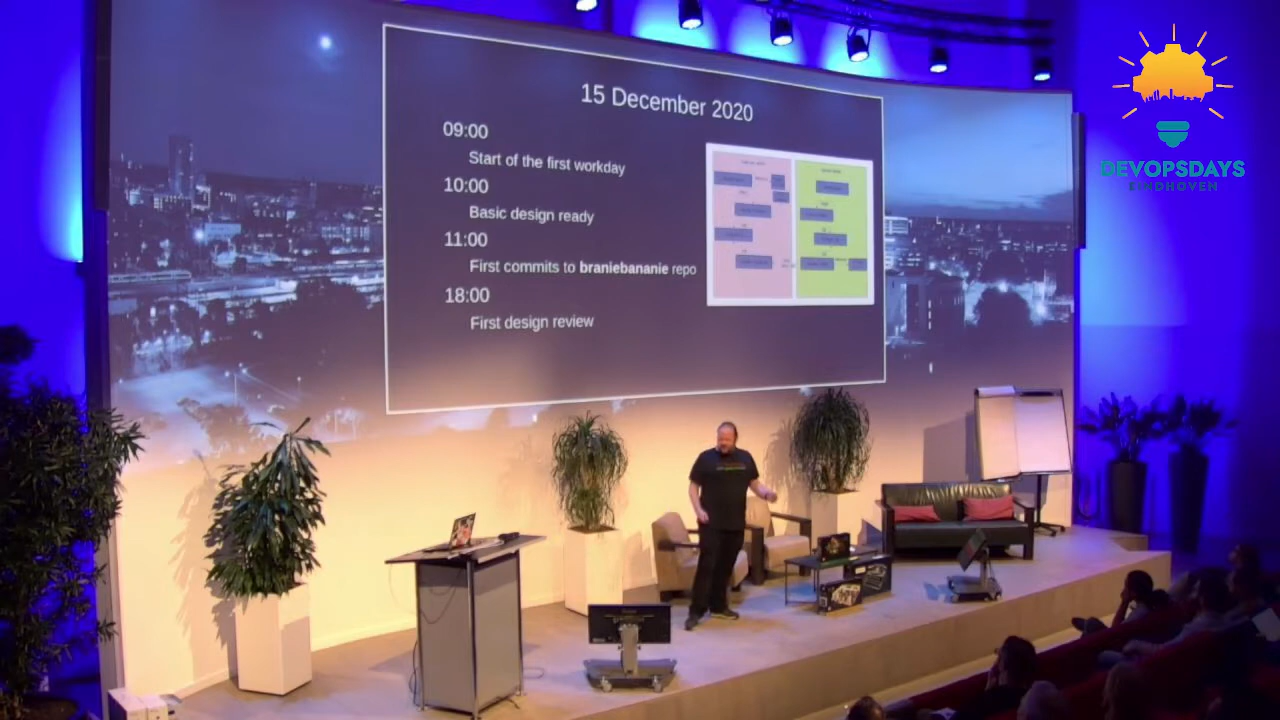 15 December 2020
09:00
Start of the first workday
10:00
Basic design ready
11:00
First commits to braniebananie repo
18:00
First design review
DEVOPSDAYS
EINDHOVEN